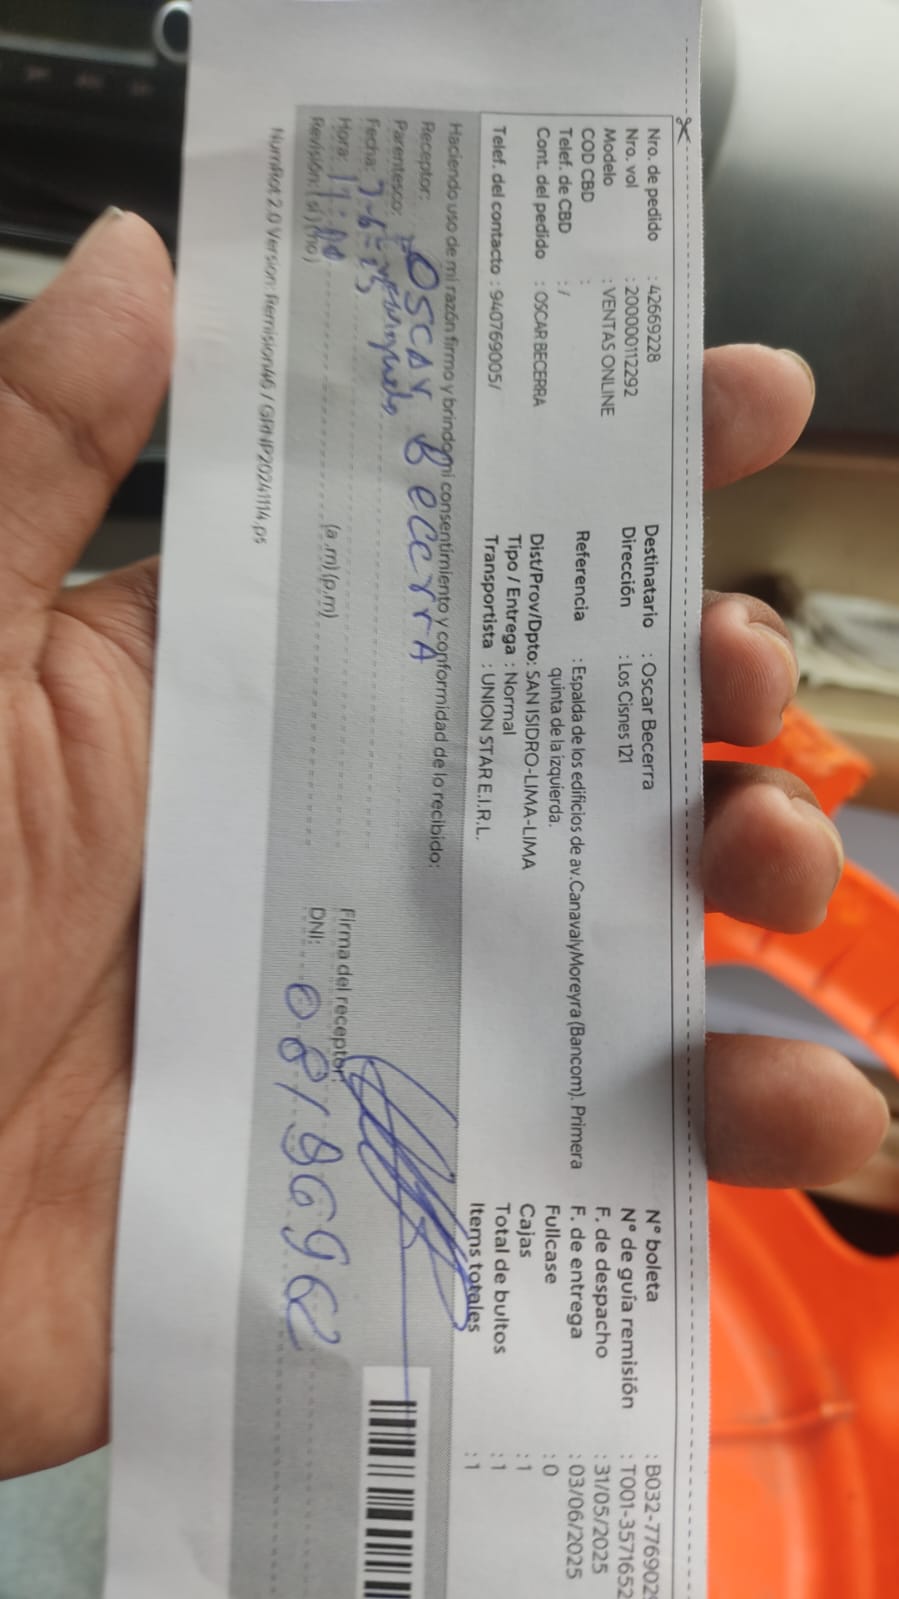 Nro. de pedido : 42669228
Nro. vol : 20000112292
Modelo : VENTAS ONLINE
COD CBD :
Telef. de CBD : /
Cont. del pedido : OSCAR BECERRA
Telef. del contacto : 940769005/
Destinatario : Oscar Becerra
Dirección : Los Cisnes 121
Referencia : Espalda de los edificios de av.CanavalyMoreyra (Bancom). Primera
quinta de la izquierda.
Dist/Prov/Dpto: SAN ISIDRO-LIMA-LIMA
Tipo / Entrega : Normal
Transportista : UNION STAR E.I.R.L.
N° boleta : B032-776902
N° de guía remisión : T001-3571652
F. de despacho : 31/05/2025
F. de entrega : 03/06/2025
Fullcase : 0
Cajas : 1
Total de bultos : 1
Items totales : 1
Haciendo uso de mi razón firmo y brindo mi consentimiento y conformidad de lo recibido:
Receptor: OSCAR BecerrA
Parentesco:
Fecha:
Hora: (a.m) (p.m)
Revisión: ( si ) (no )
Firma del receptor:
DNI:
NumRot 2.0 Version: RemisionWS / GRNP20241114.ps